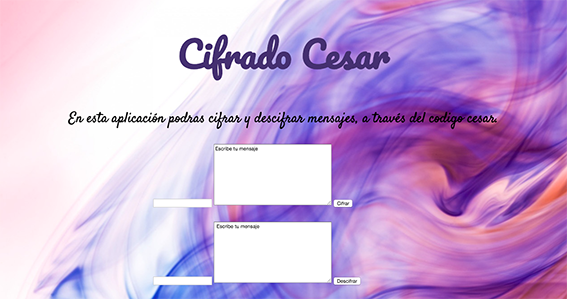 Cifrado Cesar
En esta aplicación podras cifrar y descifrar mensajes, a través del codigo cesar.
Escribe tu mensaje
Cifrar
Escribe tu mensaje
Descifrar